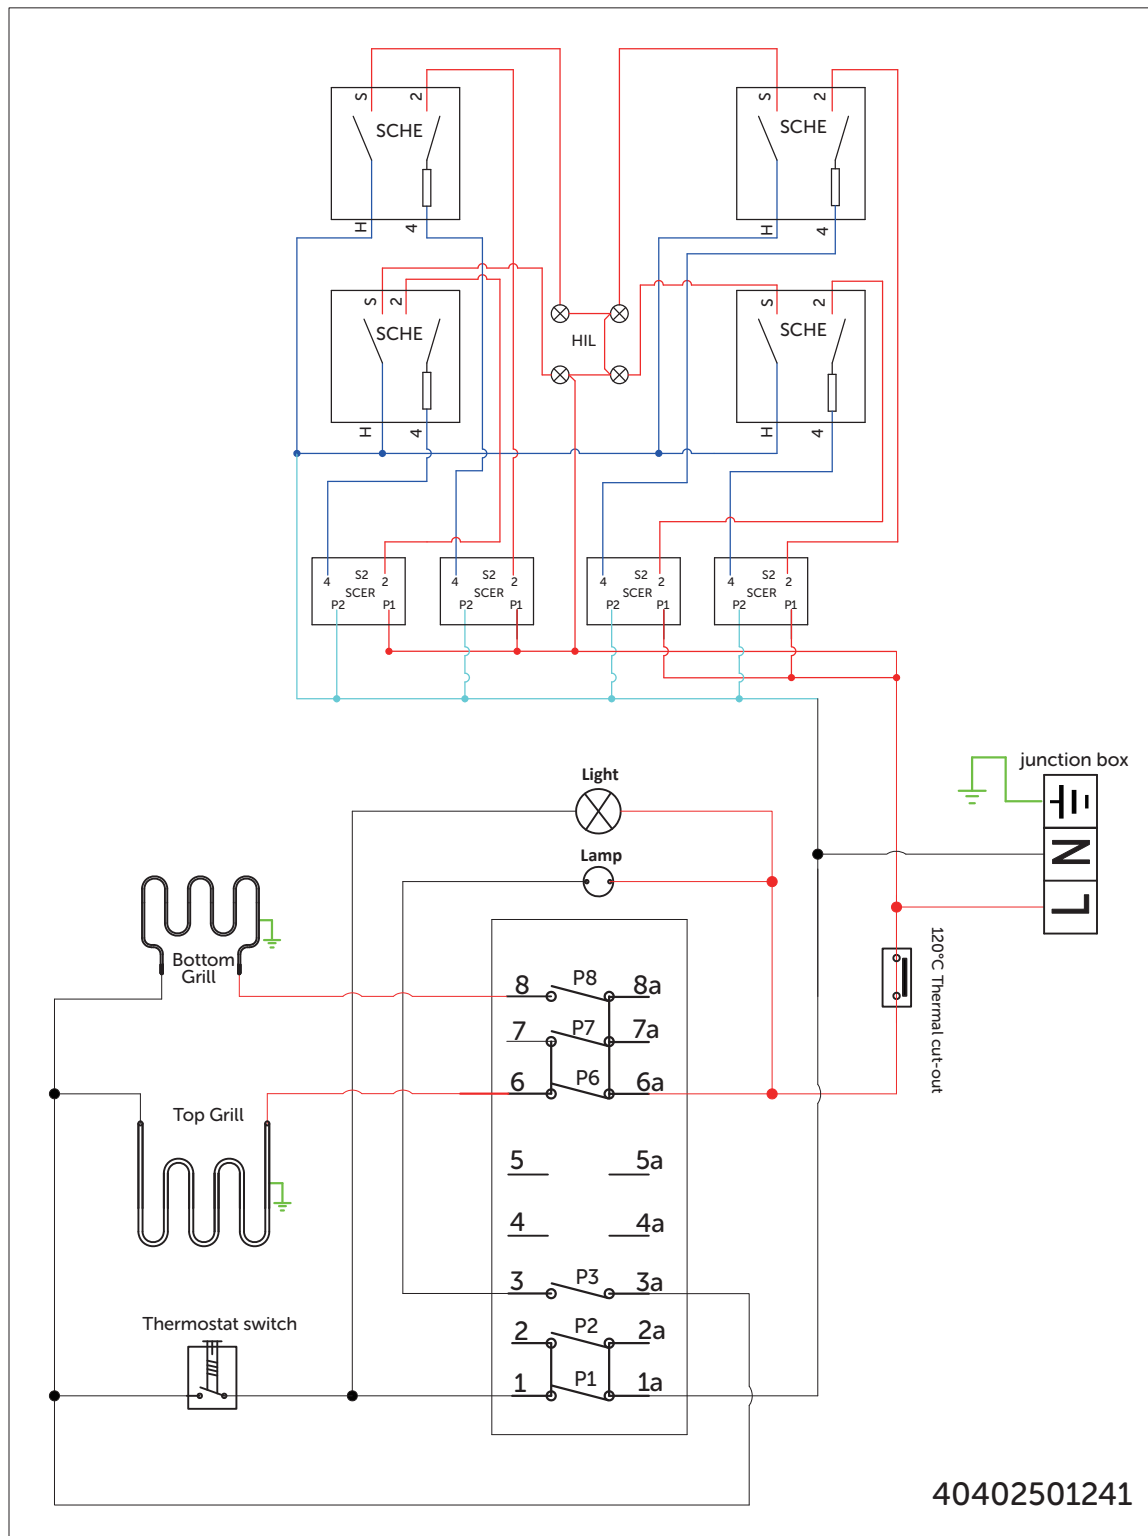 S 2
SCHE
H 4
S 2
SCHE
H 4
S 2
SCHE
H 4
S 2
SCHE
H 4
HIL
4 S2 2
SCER
P2 P1
4 S2 2
SCER
P2 P1
4 S2 2
SCER
P2 P1
4 S2 2
SCER
P2 P1
junction box
N
L
120°C Thermal cut-out
Light
Lamp
Bottom
Grill
Top Grill
Thermostat switch
8 P8 8a
7 P7 7a
6 P6 6a
5 5a
4 4a
3 P3 3a
2 P2 2a
1 P1 1a
40402501241